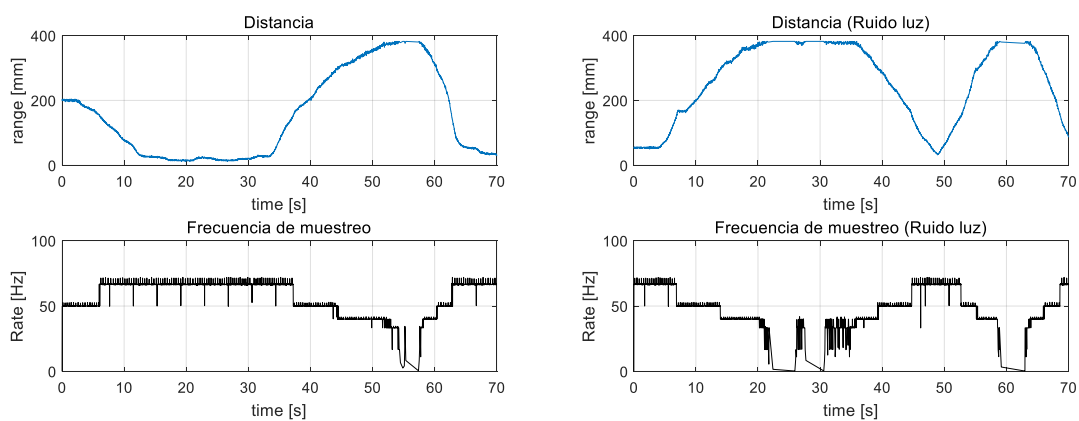 Distancia
400
200
0
range [mm]
0 10 20 30 40 50 60 70
time [s]
Distancia (Ruido luz)
400
200
0
range [mm]
0 10 20 30 40 50 60 70
time [s]
Frecuencia de muestreo
100
50
0
Rate [Hz]
0 10 20 30 40 50 60 70
time [s]
Frecuencia de muestreo (Ruido luz)
100
50
0
Rate [Hz]
0 10 20 30 40 50 60 70
time [s]